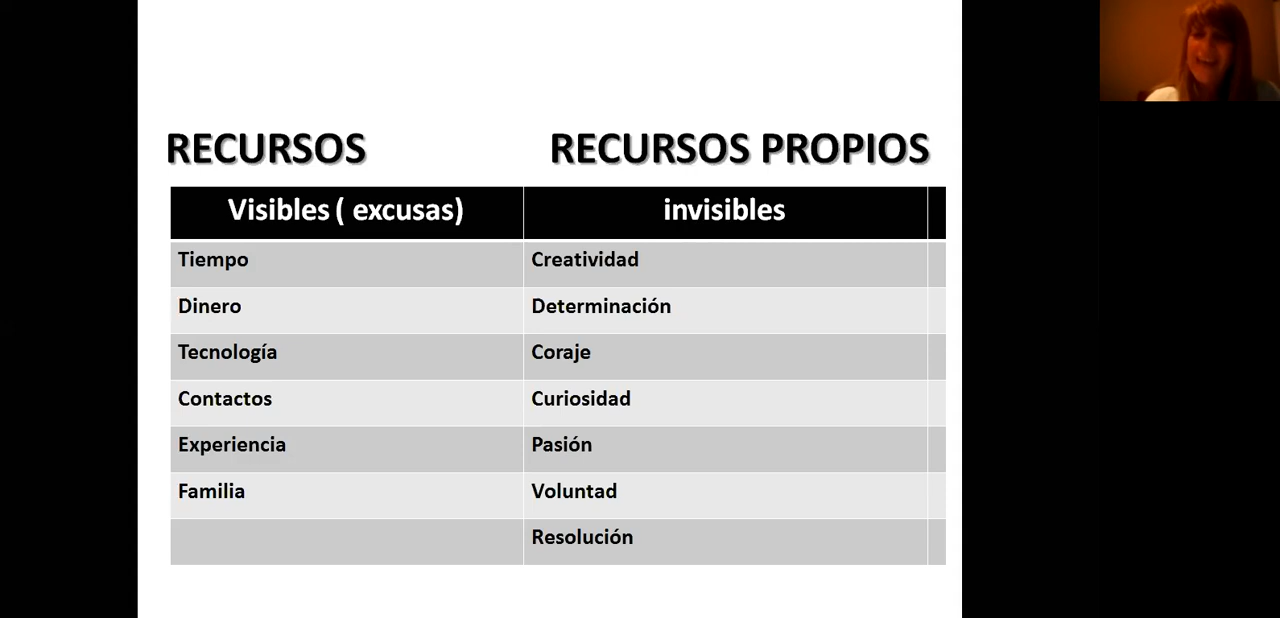 RECURSOS RECURSOS PROPIOS
Visibles ( excusas) invisibles
Tiempo Creatividad
Dinero Determinación
Tecnología Coraje
Contactos Curiosidad
Experiencia Pasión
Familia Voluntad
Resolución